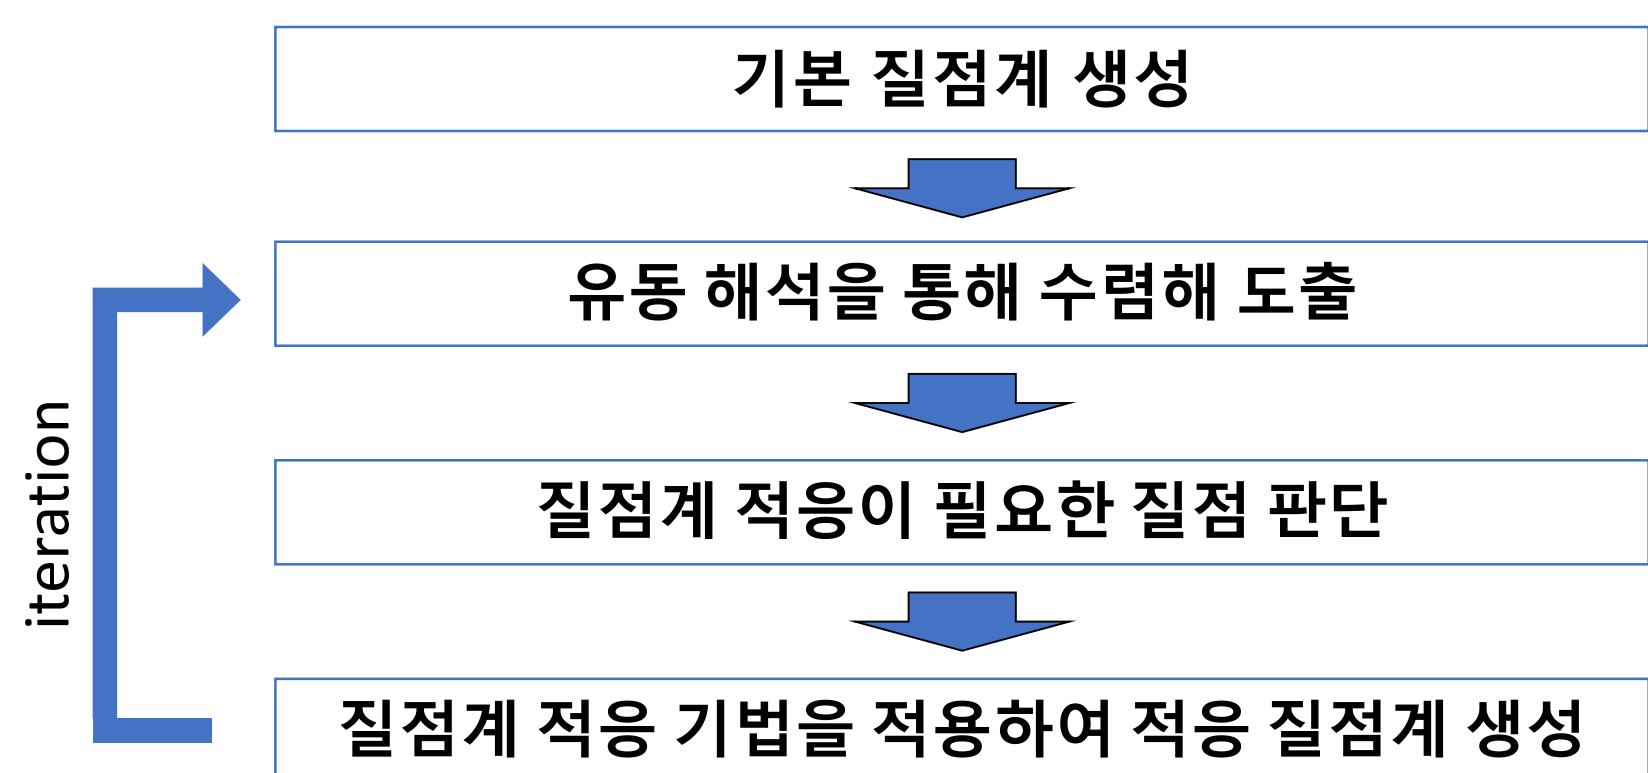 기본 질점계 생성
유동 해석을 통해 수렴해 도출
질점계 적응이 필요한 질점 판단
질점계 적응 기법을 적용하여 적응 질점계 생성
iteration